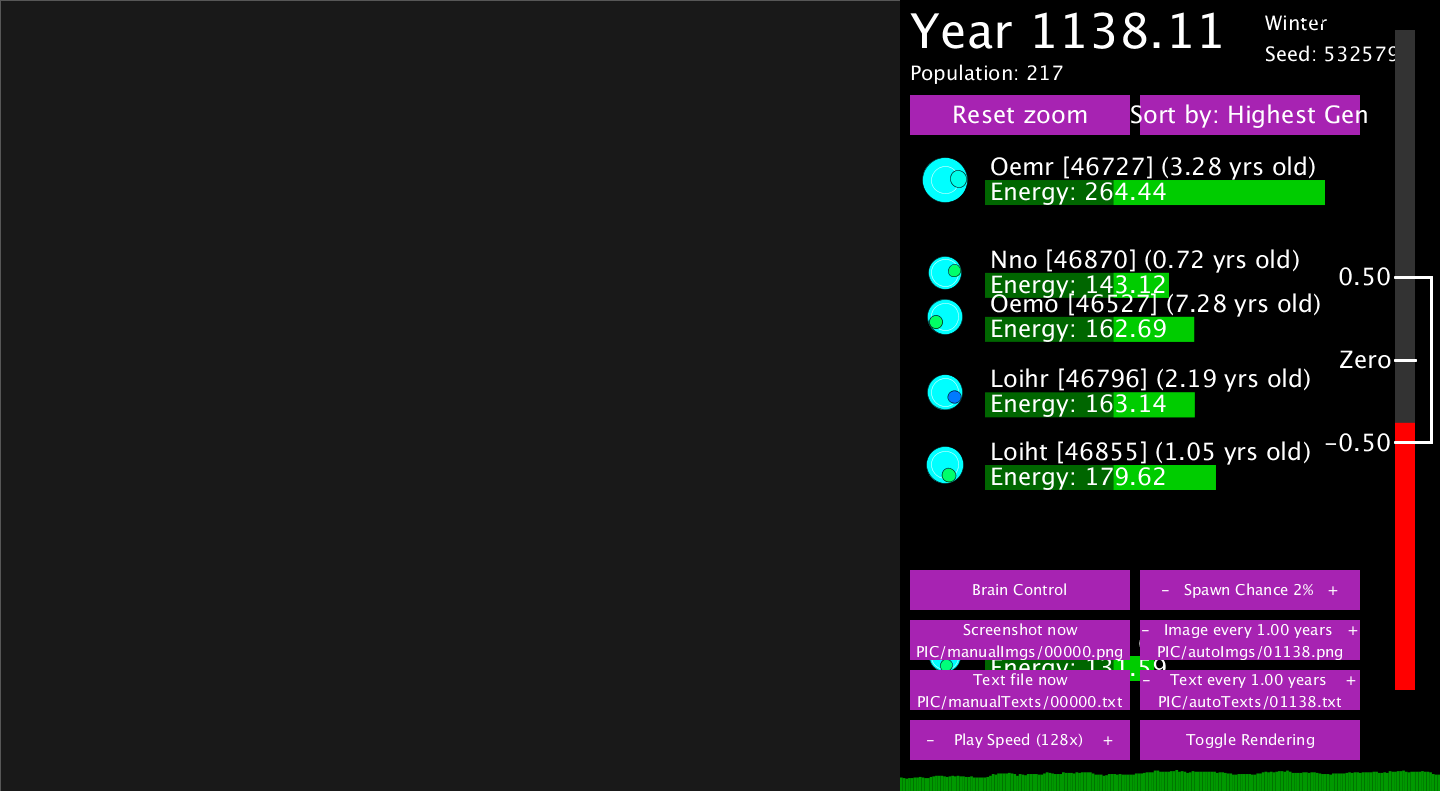 Year 1138.11
Winter
Seed: 532579
Population: 217
Reset zoom
Sort by: Highest Gen
Oemr [46727] (3.28 yrs old)
Energy: 264.44
Nno [46870] (0.72 yrs old)
Energy: 143.12
Oemo [46527] (7.28 yrs old)
Energy: 162.69
Loihr [46796] (2.19 yrs old)
Energy: 163.14
Loiht [46855] (1.05 yrs old)
Energy: 179.62
0.50
Zero
-0.50
Brain Control
- Spawn Chance 2% +
Screenshot now
PIC/manualImgs/00000.png
- Image every 1.00 years +
PIC/autoImgs/01138.png
Energy: 131.59
Text file now
PIC/manualTexts/00000.txt
- Text every 1.00 years +
PIC/autoTexts/01138.txt
- Play Speed (128x) +
Toggle Rendering